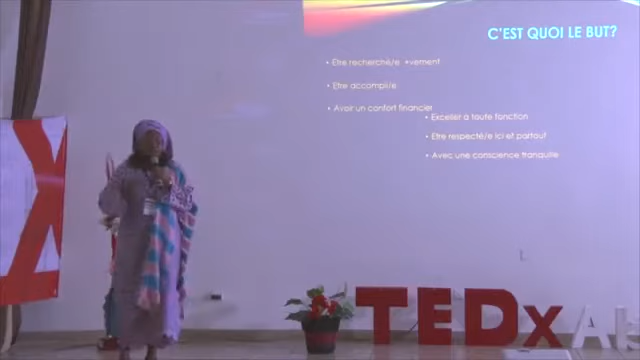 C'EST QUOI LE BUT?
• Etre recherché/e
• Etre accompli/e
• Avoir un confort financier
• Exceller à toute fonction
• Etre respecté/e ici et partout
• Avec une conscience tranquille
TEDx